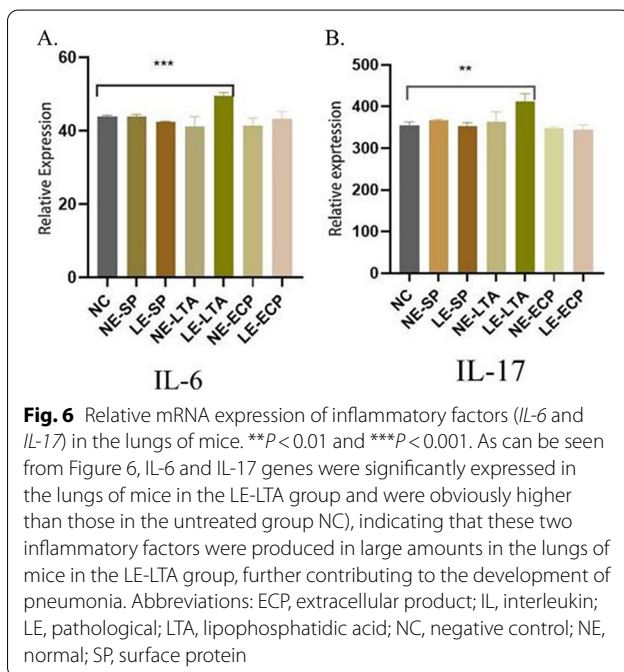 A.
B.
60
40
20
0
Relative Expression
***
NC
NE-SP
LE-SP
NE-LTA
LE-LTA
NE-ECP
LE-ECP
IL-6
500
400
300
200
100
0
Relative exprtession
**
NC
NE-SP
LE-SP
NE-LTA
LE-LTA
NE-ECP
LE-ECP
IL-17
Fig. 6 Relative mRNA expression of inflammatory factors (IL-6 and
IL-17) in the lungs of mice. **P < 0.01 and ***P < 0.001. As can be seen
from Figure 6, IL-6 and IL-17 genes were significantly expressed in
the lungs of mice in the LE-LTA group and were obviously higher
than those in the untreated group NC), indicating that these two
inflammatory factors were produced in large amounts in the lungs of
mice in the LE-LTA group, further contributing to the development of
pneumonia. Abbreviations: ECP, extracellular product; IL, interleukin;
LE, pathological; LTA, lipophosphatidic acid; NC, negative control; NE,
normal; SP, surface protein